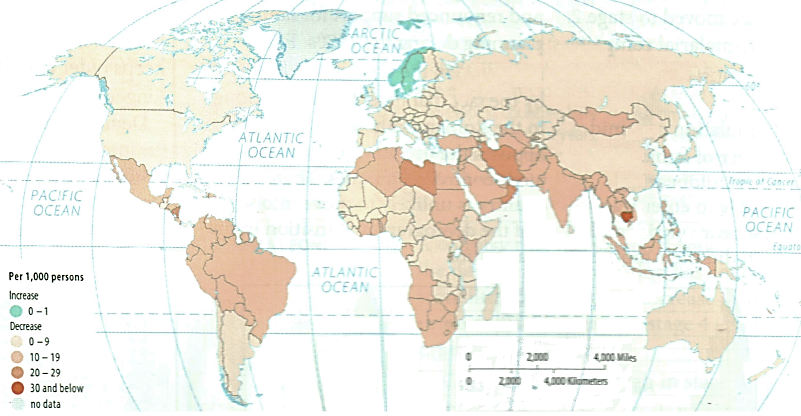 ARCTIC
OCEAN
ATLANTIC
OCEAN
PACIFIC
OCEAN
Tropic of Cancer
PACIFIC
OCEAN
Equato
ATLANTIC
OCEAN
Per 1,000 persons
Increase
0 – 1
Decrease
0 – 9
10 – 19
20 – 29
30 and below
no data
0 2,000 4,000 Miles
0 2,000 4,000 Kilometers